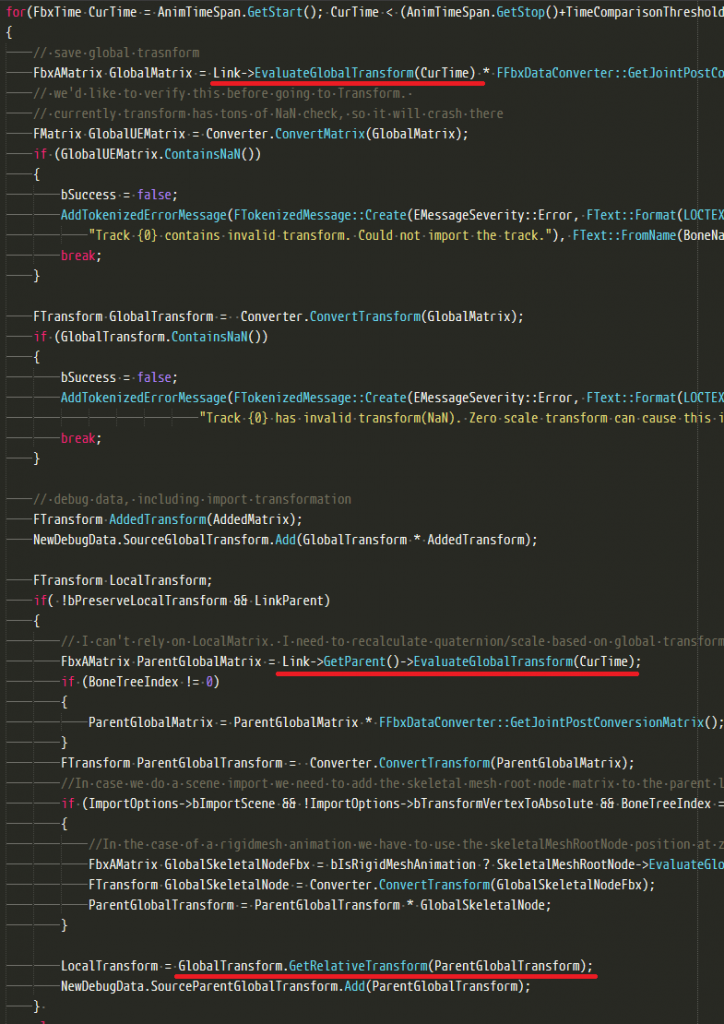 for(FbxTime CurTime = AnimTimeSpan.GetStart(); CurTime < (AnimTimeSpan.GetStop()+TimeComparisonThreshold
{
// save global trasnform
FbxAMatrix GlobalMatrix = Link->EvaluateGlobalTransform(CurTime) * FFbxDataConverter::GetJointPostCo
// we'd like to verify this before going to Transform.
// currently transform has tons of NaN check, so it will crash there
FMatrix GlobalUEMatrix = Converter.ConvertMatrix(GlobalMatrix);
if (GlobalUEMatrix.ContainsNaN())
{
bSuccess = false;
AddTokenizedErrorMessage(FTokenizedMessage::Create(EMessageSeverity::Error, FText::Format(LOCTEX
"Track {0} contains invalid transform. Could not import the track."), FText::FromName(BoneNa
break;
}
FTransform GlobalTransform = Converter.ConvertTransform(GlobalMatrix);
if (GlobalTransform.ContainsNaN())
{
bSuccess = false;
AddTokenizedErrorMessage(FTokenizedMessage::Create(EMessageSeverity::Error, FText::Format(LOCTEX
"Track {0} has invalid transform(NaN). Zero scale transform can cause this i
break;
}
// debug data, including import transformation
FTransform AddedTransform(AddedMatrix);
NewDebugData.SourceGlobalTransform.Add(GlobalTransform * AddedTransform);
FTransform LocalTransform;
if( !bPreserveLocalTransform && LinkParent)
{
// I can't rely on LocalMatrix. I need to recalculate quaternion/scale based on global transform
FbxAMatrix ParentGlobalMatrix = Link->GetParent()->EvaluateGlobalTransform(CurTime);
if (BoneTreeIndex != 0)
{
ParentGlobalMatrix = ParentGlobalMatrix * FFbxDataConverter::GetJointPostConversionMatrix();
}
FTransform ParentGlobalTransform = Converter.ConvertTransform(ParentGlobalMatrix);
//In case we do a scene import we need to add the skeletal mesh root node matrix to the parent l
if (ImportOptions->bImportScene && !ImportOptions->bTransformVertexToAbsolute && BoneTreeIndex =
{
//In the case of a rigidmesh animation we have to use the skeletalMeshRootNode position at z
FbxAMatrix GlobalSkeletalNodeFbx = bIsRigidMeshAnimation ? SkeletalMeshRootNode->EvaluateGlo
FTransform GlobalSkeletalNode = Converter.ConvertTransform(GlobalSkeletalNodeFbx);
ParentGlobalTransform = ParentGlobalTransform * GlobalSkeletalNode;
}
LocalTransform = GlobalTransform.GetRelativeTransform(ParentGlobalTransform);
NewDebugData.SourceParentGlobalTransform.Add(ParentGlobalTransform);
}